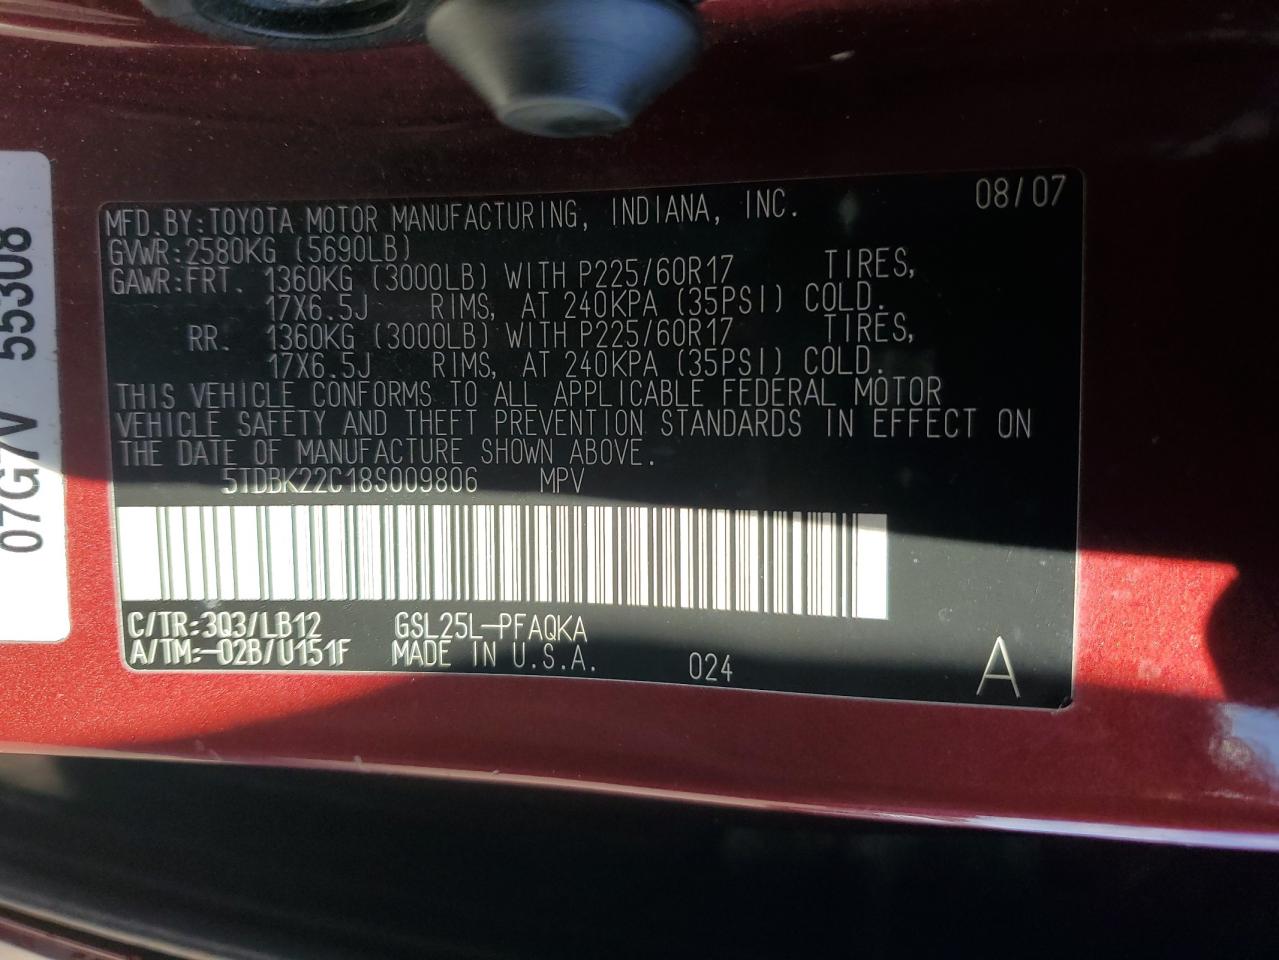 MFD.BY:TOYOTA MOTOR MANUFACTURING, INDIANA, INC. 08/07
GVWR:2580KG (5690LB)
GAWR:FRT. 1360KG (3000LB) WITH P225/60R17 TIRES,
17X6.5J RIMS, AT 240KPA (35PSI) COLD.
RR. 1360KG (3000LB) WITH P225/60R17 TIRES,
17X6.5J RIMS, AT 240KPA (35PSI) COLD.
THIS VEHICLE CONFORMS TO ALL APPLICABLE FEDERAL MOTOR
VEHICLE SAFETY AND THEFT PREVENTION STANDARDS IN EFFECT ON
THE DATE OF MANUFACTURE SHOWN ABOVE.
5TDBK22C18S009806 MPV
C/TR:3Q3/LB12 GSL25L-PFAQKA
A/TM:-02B/U151F MADE IN U.S.A. 024 A
07G7V 55308